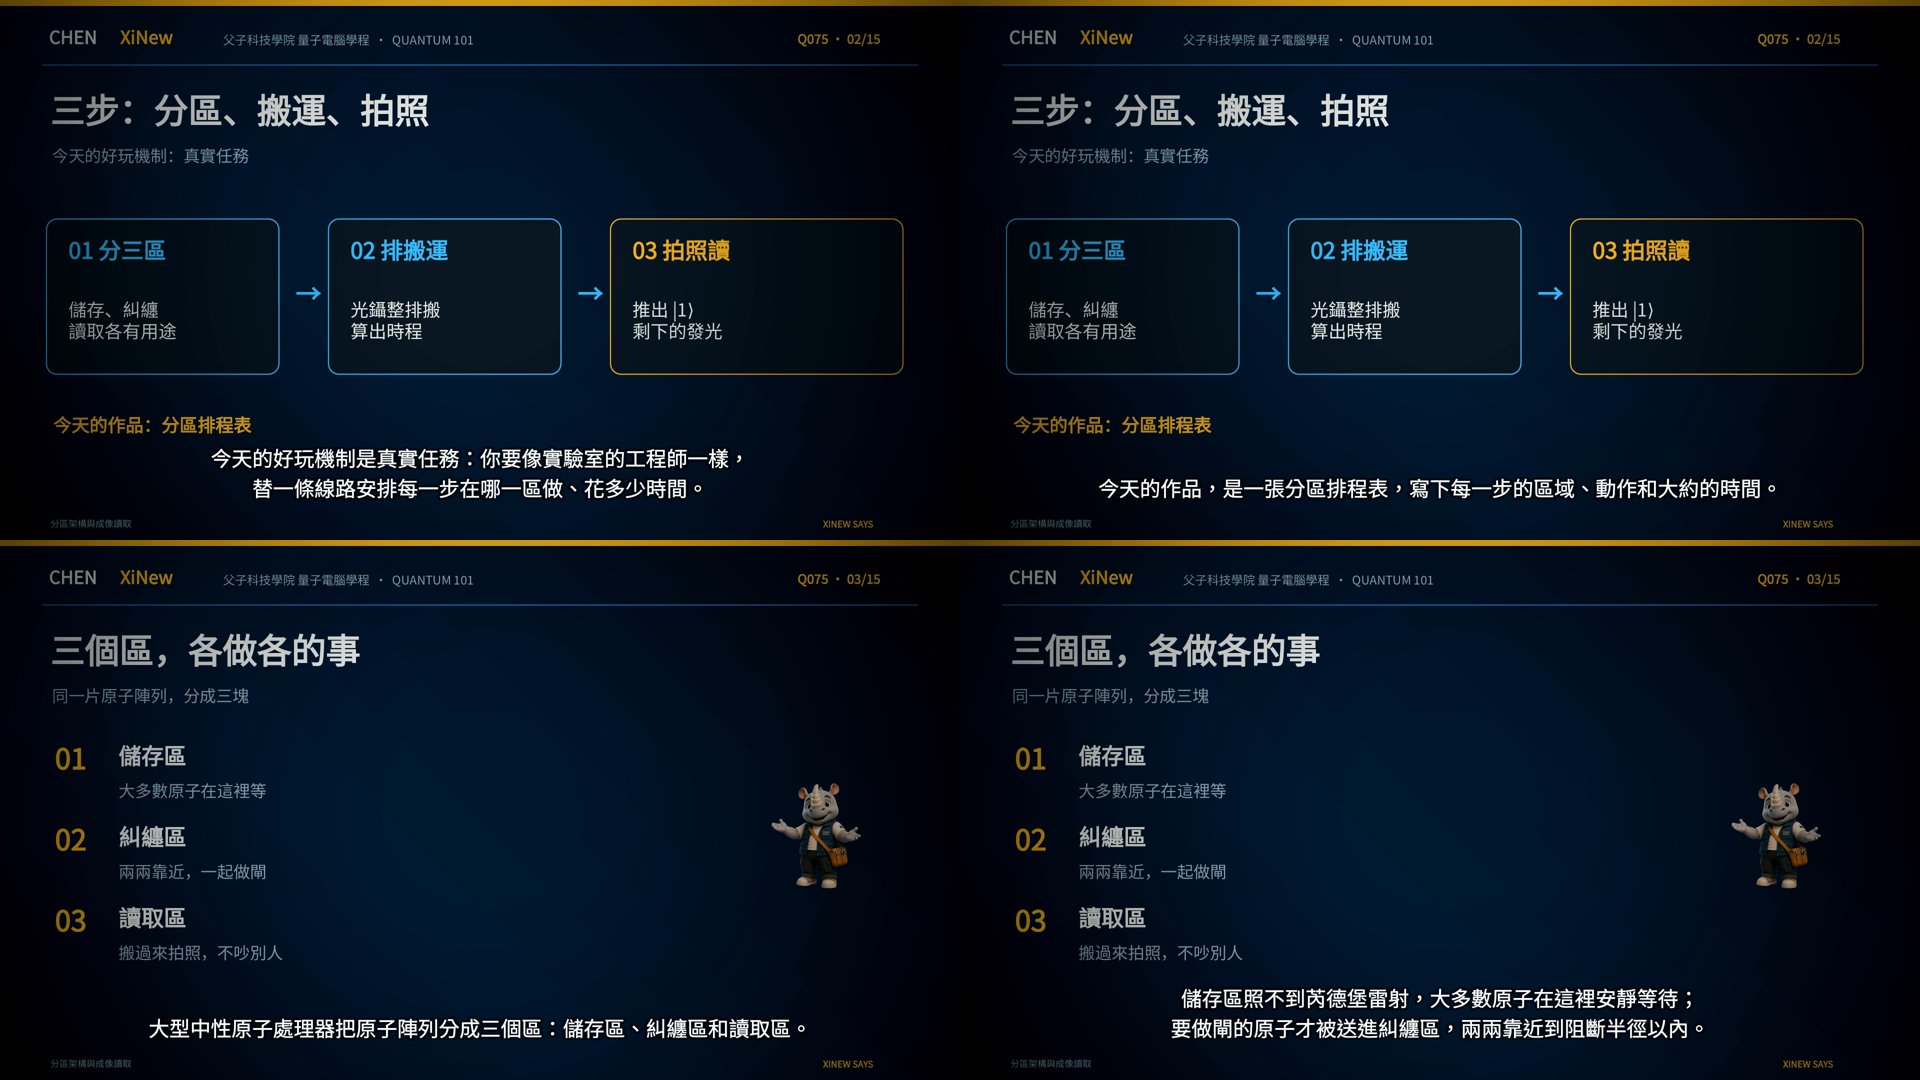 CHEN XiNew 父子科技學院 量子電腦學程 · QUANTUM 101 Q075 · 02/15
三步：分區、搬運、拍照
今天的好玩機制：真實任務
01 分三區
儲存、糾纏
讀取各有用途
→
02 排搬運
光鑷整排搬
算出時程
→
03 拍照讀
推出 |1⟩
剩下的發光
今天的作品：分區排程表
今天的好玩機制是真實任務：你要像實驗室的工程師一樣，
替一條線路安排每一步在哪一區做、花多少時間。
分區架構與成像讀取 XINEW SAYS
CHEN XiNew 父子科技學院 量子電腦學程 · QUANTUM 101 Q075 · 02/15
三步：分區、搬運、拍照
今天的好玩機制：真實任務
01 分三區
儲存、糾纏
讀取各有用途
→
02 排搬運
光鑷整排搬
算出時程
→
03 拍照讀
推出 |1⟩
剩下的發光
今天的作品：分區排程表
今天的作品，是一張分區排程表，寫下每一步的區域、動作和大約的時間。
分區架構與成像讀取 XINEW SAYS
CHEN XiNew 父子科技學院 量子電腦學程 · QUANTUM 101 Q075 · 03/15
三個區，各做各的事
同一片原子陣列，分成三塊
01 儲存區
大多數原子在這裡等
02 糾纏區
兩兩靠近，一起做閘
03 讀取區
搬過來拍照，不吵別人
大型中性原子處理器把原子陣列分成三個區：儲存區、糾纏區和讀取區。
分區架構與成像讀取 XINEW SAYS
CHEN XiNew 父子科技學院 量子電腦學程 · QUANTUM 101 Q075 · 03/15
三個區，各做各的事
同一片原子陣列，分成三塊
01 儲存區
大多數原子在這裡等
02 糾纏區
兩兩靠近，一起做閘
03 讀取區
搬過來拍照，不吵別人
儲存區照不到芮德堡雷射，大多數原子在這裡安靜等待；
要做閘的原子才被送進糾纏區，兩兩靠近到阻斷半徑以內。
分區架構與成像讀取 XINEW SAYS